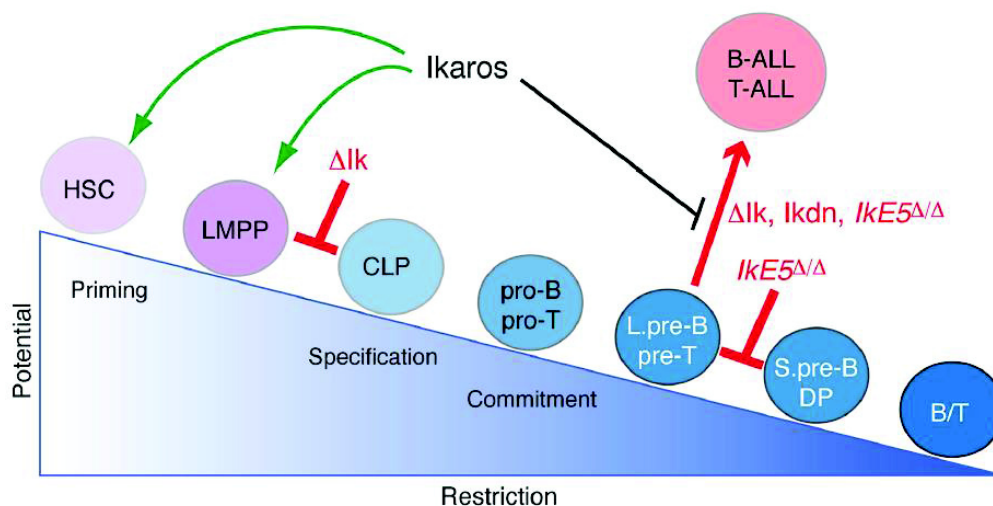 Ikaros
B-ALL
T-ALL
HSC
ΔIk
LMPP
ΔIk, Ikdn, IkE5Δ/Δ
CLP
IkE5Δ/Δ
Priming
pro-B
pro-T
L.pre-B
pre-T
Specification
S.pre-B
DP
Commitment
B/T
Potential
Restriction